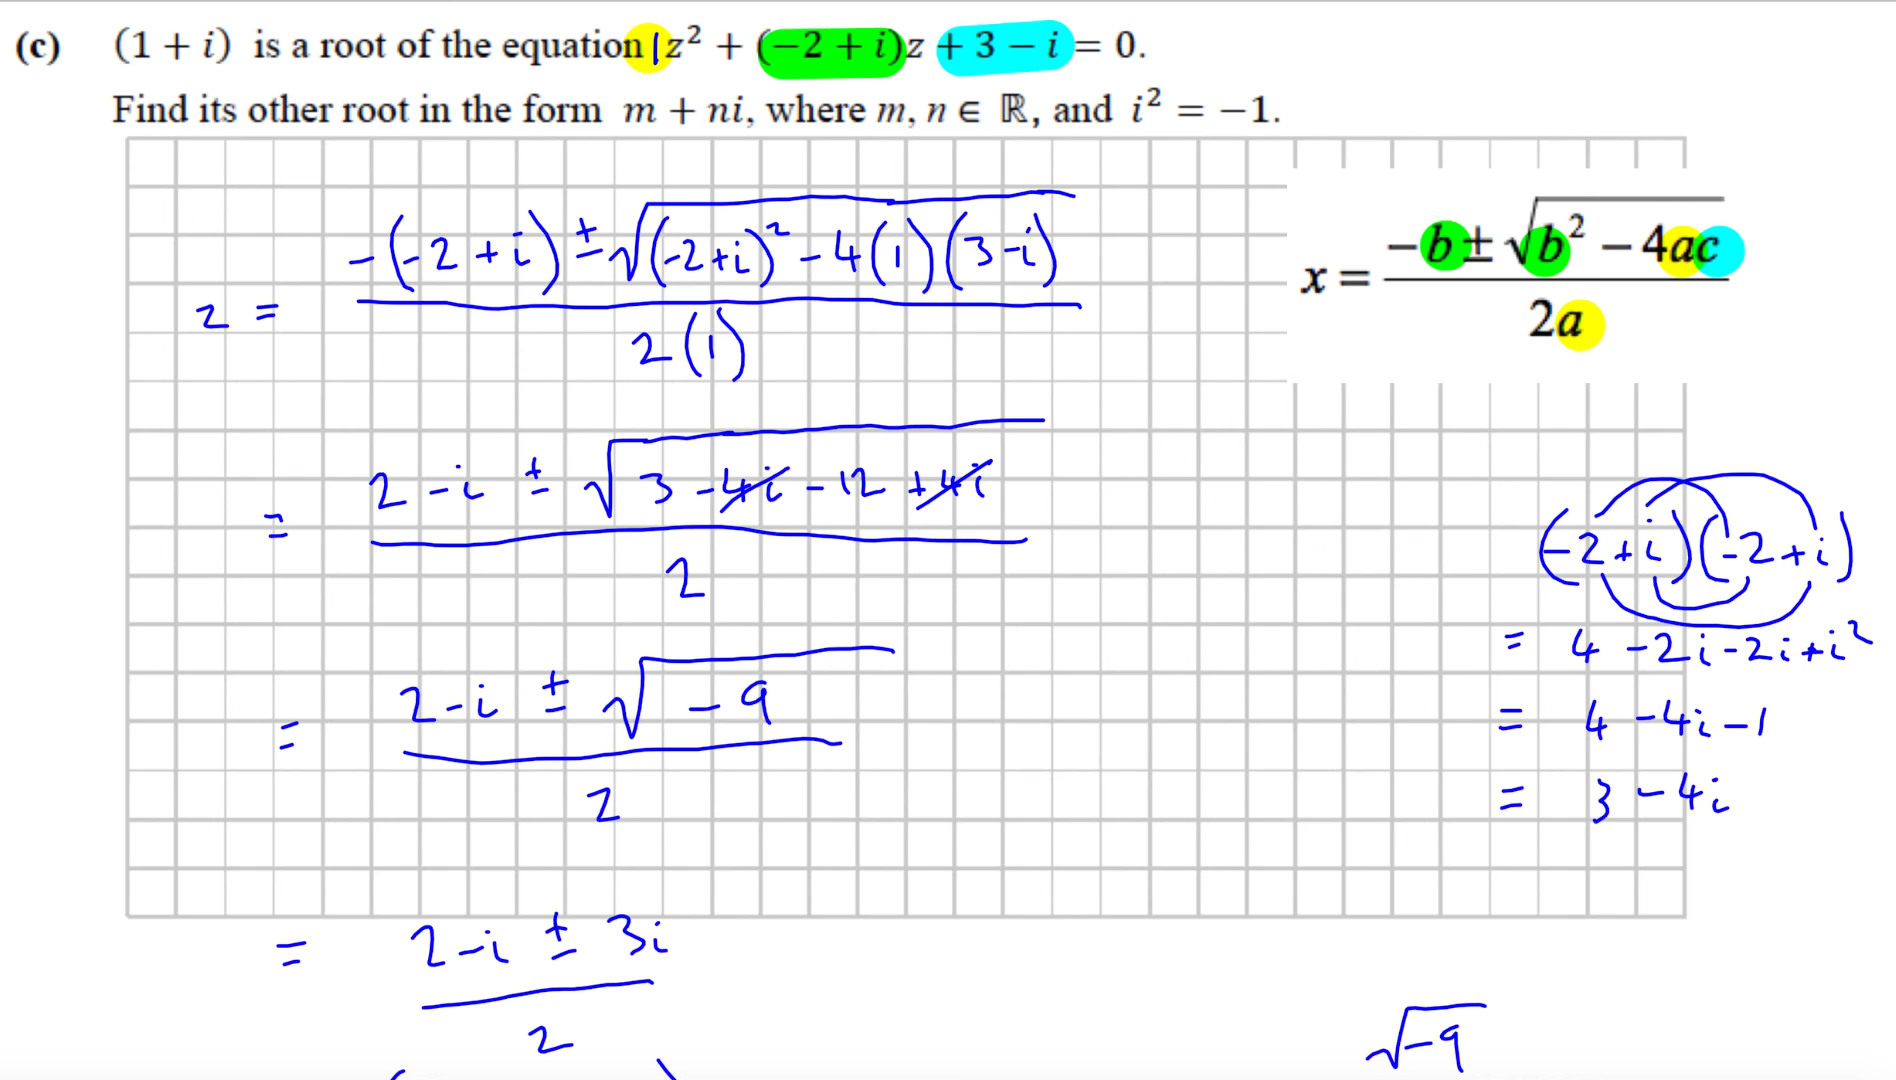 (c) (1 + i) is a root of the equation 1z² + (−2 + i)z + 3 − i = 0.
Find its other root in the form m + ni, where m, n ∈ ℝ, and i² = −1.
z = (-(-2+i) ± √((-2+i)² - 4(1)(3-i))) / 2(1)
x = (−b ± √(b² − 4ac)) / 2a
= (2 - i ± √(3 - 4i - 12 + 4i)) / 2
= (2 - i ± √(-9)) / 2
= (2 - i ± 3i) / 2
(-2+i)(-2+i)
= 4 - 2i - 2i + i²
= 4 - 4i - 1
= 3 - 4i
√-9